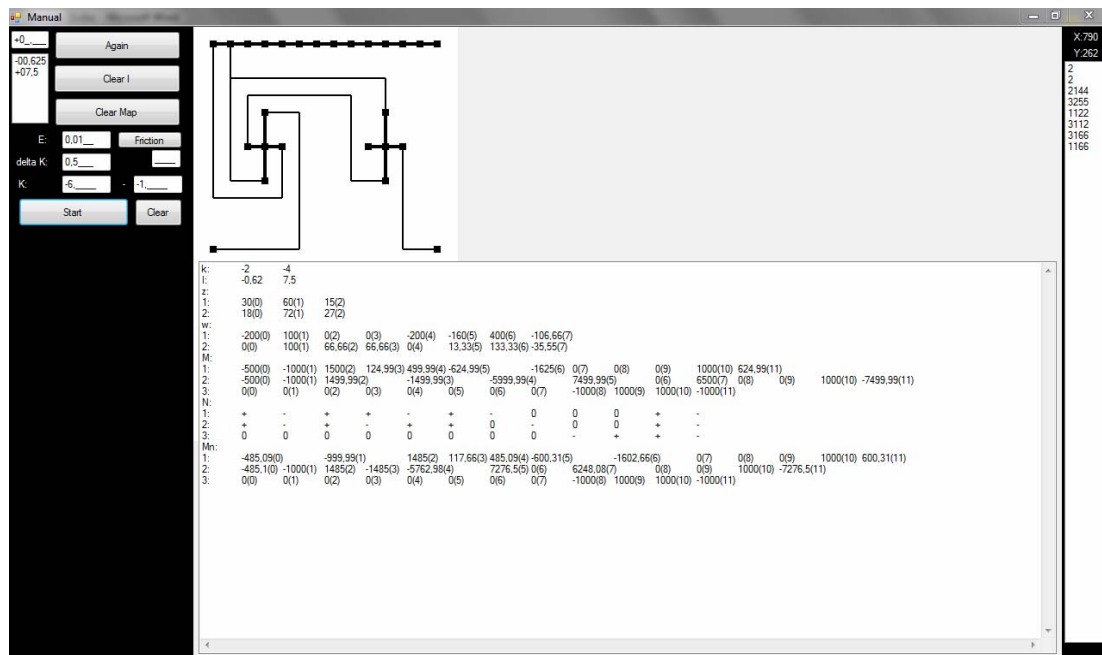 Manual
X:790
Y:262
+0_,___
-00,625
+07,5
Again
Clear I
Clear Map
E: 0,01__ Friction
delta K: 0,5___ ____
K: -6,____ - -1,____
Start Clear
2
2
2144
3255
1122
3112
3166
1166
k: -2 -4
I: -0,62 7,5
z:
1: 30(0) 60(1) 15(2)
2: 18(0) 72(1) 27(2)
w:
1: -200(0) 100(1) 0(2) 0(3) -200(4) -160(5) 400(6) -106,66(7)
2: 0(0) 100(1) 66,66(2) 66,66(3) 0(4) 13,33(5) 133,33(6) -35,55(7)
M:
1: -500(0) -1000(1) 1500(2) 124,99(3) 499,99(4) -624,99(5) -1625(6) 0(7) 0(8) 0(9) 1000(10) 624,99(11)
2: -500(0) -1000(1) 1499,99(2) -1499,99(3) -5999,99(4) 7499,99(5) 0(6) 6500(7) 0(8) 0(9) 1000(10) -7499,99(11)
3: 0(0) 0(1) 0(2) 0(3) 0(4) 0(5) 0(6) 0(7) -1000(8) 1000(9) 1000(10) -1000(11)
N:
1: + - + + - + - 0 0 0 + -
2: + - + - + + 0 - 0 0 + -
3: 0 0 0 0 0 0 0 0 - + + -
Mn:
1: -485,09(0) -999,99(1) 1485(2) 117,66(3) 485,09(4) -600,31(5) -1602,66(6) 0(7) 0(8) 0(9) 1000(10) 600,31(11)
2: -485,1(0) -1000(1) 1485(2) -1485(3) -5762,98(4) 7276,5(5) 0(6) 6248,08(7) 0(8) 0(9) 1000(10) -7276,5(11)
3: 0(0) 0(1) 0(2) 0(3) 0(4) 0(5) 0(6) 0(7) -1000(8) 1000(9) 1000(10) -1000(11)